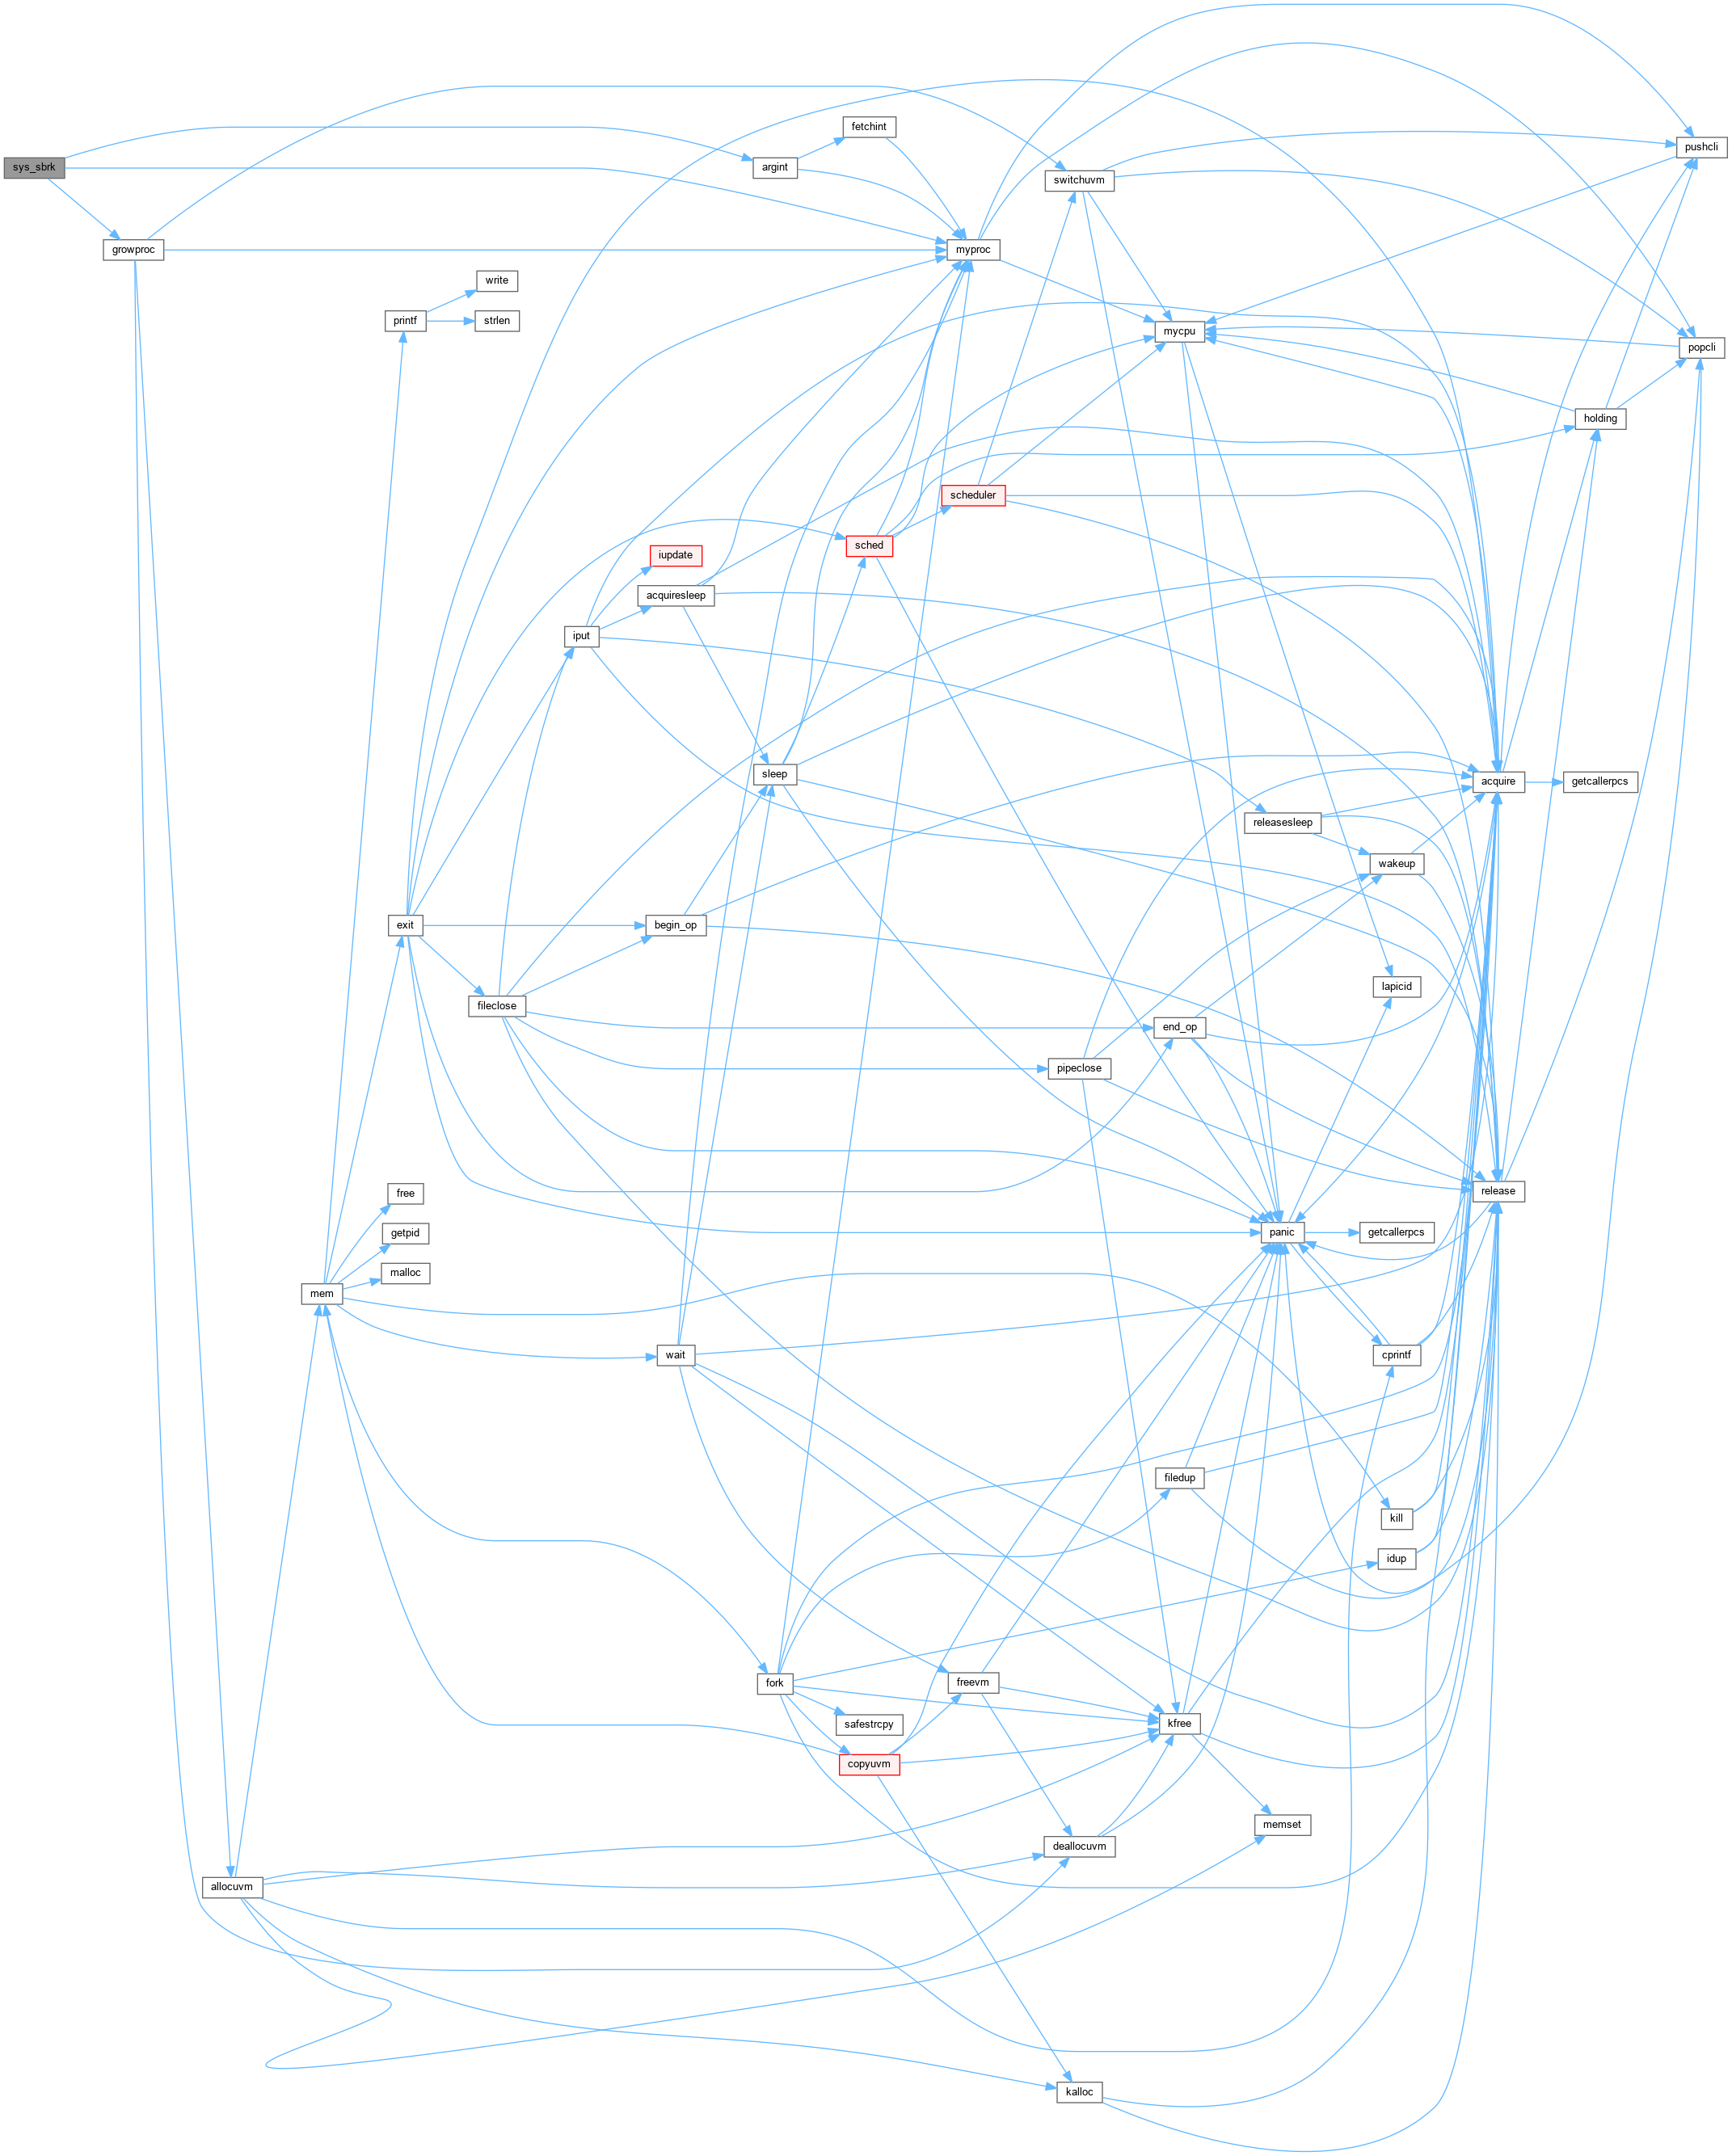 fetchint
pushcli
sys_sbrk
argint
switchuvm
growproc
myproc
write
printf
strlen
mycpu
popcli
holding
scheduler
sched
iupdate
acquiresleep
iput
sleep
acquire
getcallerpcs
releasesleep
wakeup
exit
begin_op
lapicid
fileclose
end_op
pipeclose
free
release
getpid
panic
getcallerpcs
malloc
mem
wait
cprintf
filedup
kill
idup
fork
freevm
safestrcpy
kfree
copyuvm
memset
deallocuvm
allocuvm
kalloc